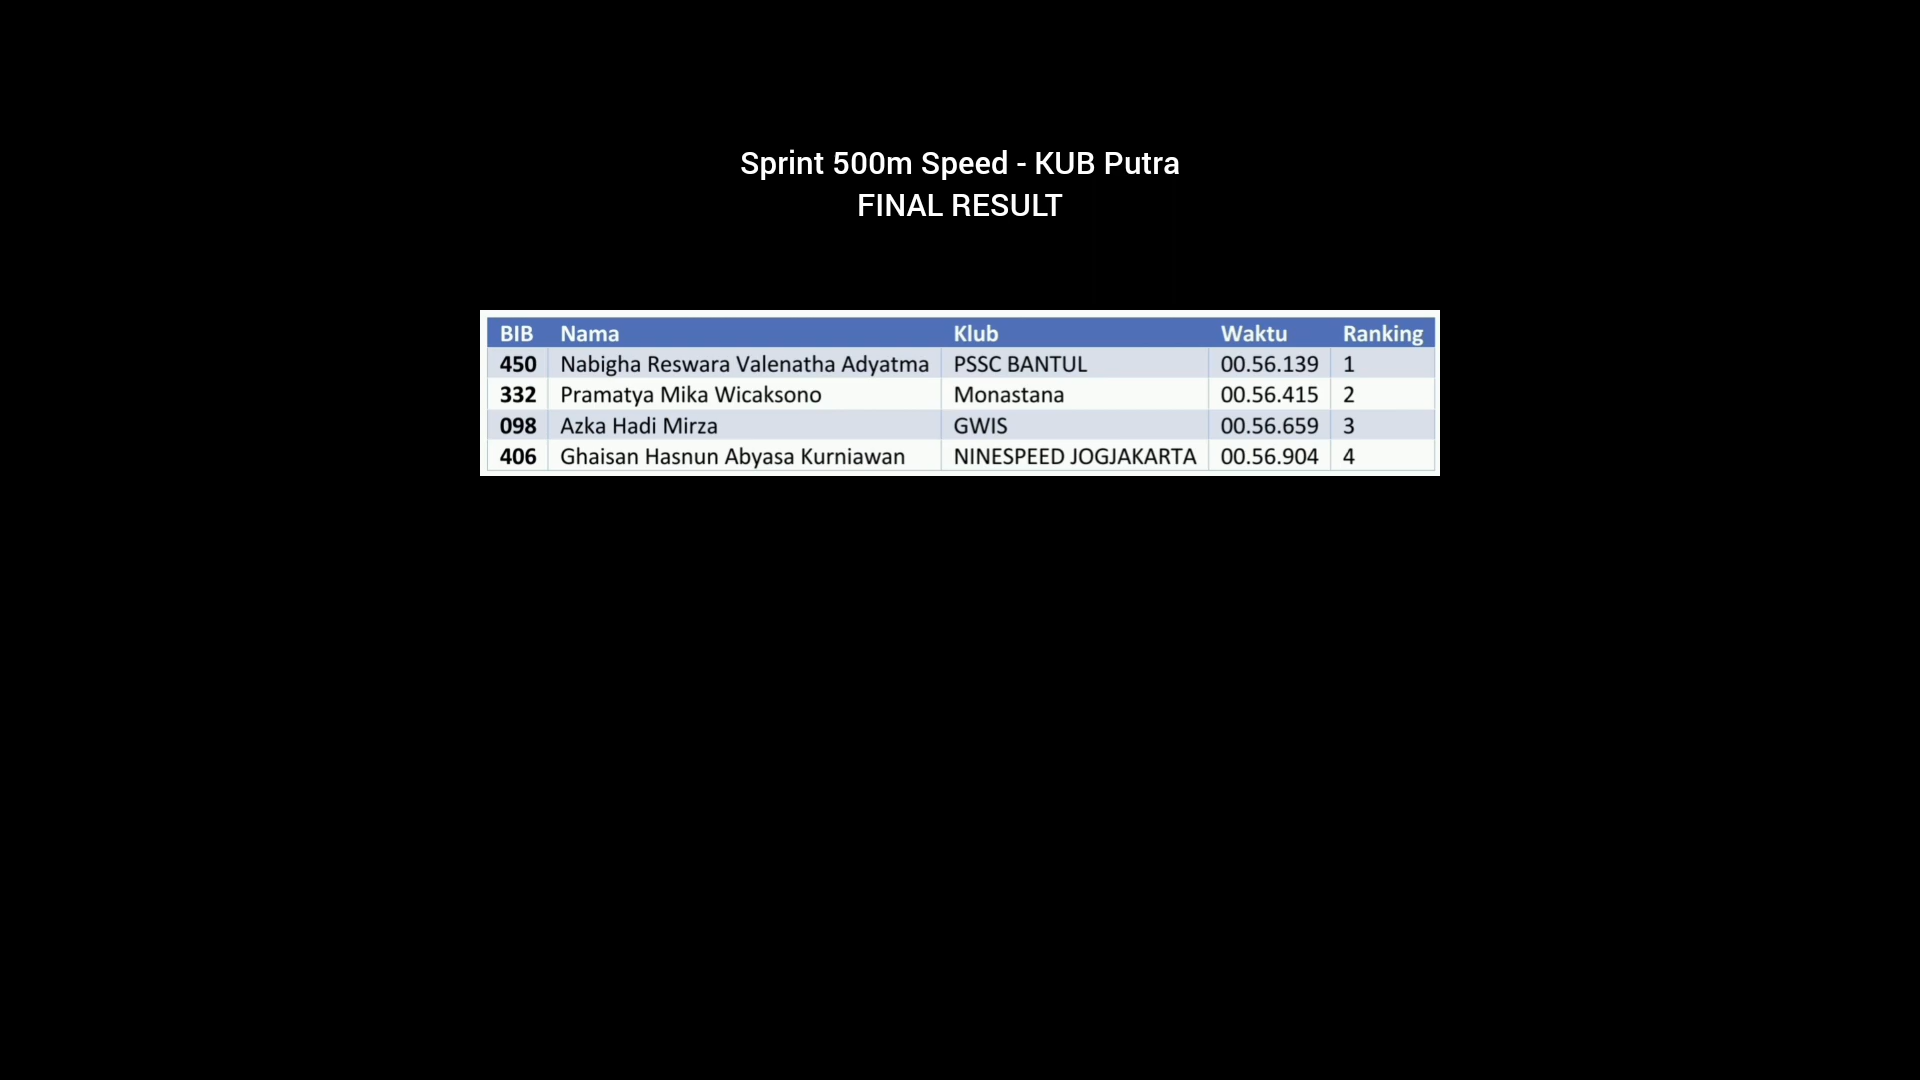 Sprint 500m Speed - KUB Putra
FINAL RESULT
BIB Nama Klub Waktu Ranking
450 Nabigha Reswara Valenatha Adyatma PSSC BANTUL 00.56.139 1
332 Pramatya Mika Wicaksono Monastana 00.56.415 2
098 Azka Hadi Mirza GWIS 00.56.659 3
406 Ghaisan Hasnun Abyasa Kurniawan NINESPEED JOGJAKARTA 00.56.904 4